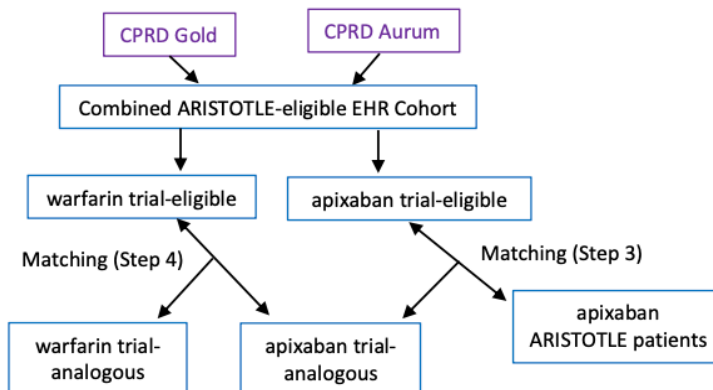 CPRD Gold
CPRD Aurum
Combined ARISTOTLE-eligible EHR Cohort
warfarin trial-eligible
apixaban trial-eligible
Matching (Step 4)
Matching (Step 3)
warfarin trial-
analogous
apixaban trial-
analogous
apixaban
ARISTOTLE patients